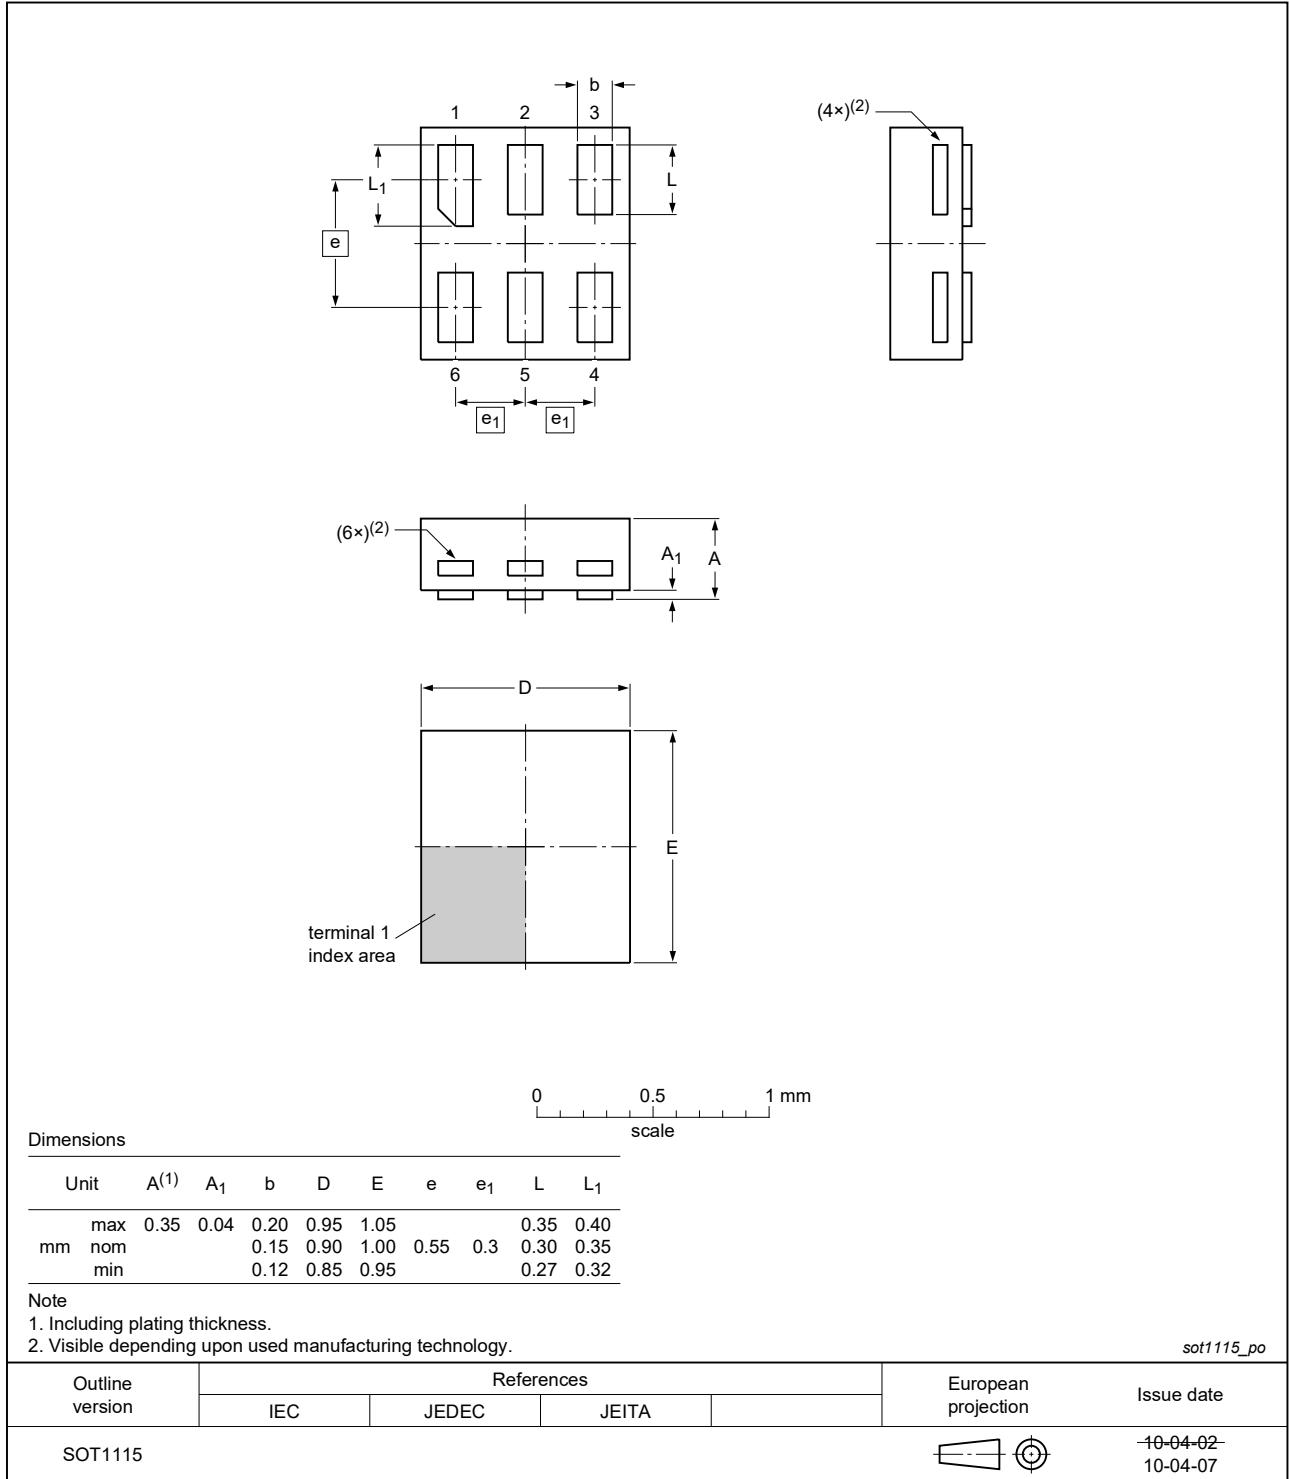 b
1 2 3
(4×)(2)
L1
L
e
6 5 4
e1 e1
(6×)(2)
A1
A
D
E
terminal 1
index area
0 0.5 1 mm
scale
Dimensions
Unit A(1) A1 b D E e e1 L L1
max 0.35 0.04 0.20 0.95 1.05 0.35 0.40
mm nom 0.15 0.90 1.00 0.55 0.3 0.30 0.35
min 0.12 0.85 0.95 0.27 0.32
Note
1. Including plating thickness.
2. Visible depending upon used manufacturing technology.
sot1115_po
Outline
version
References
IEC JEDEC JEITA
European
projection
Issue date
SOT1115
10-04-02
10-04-07